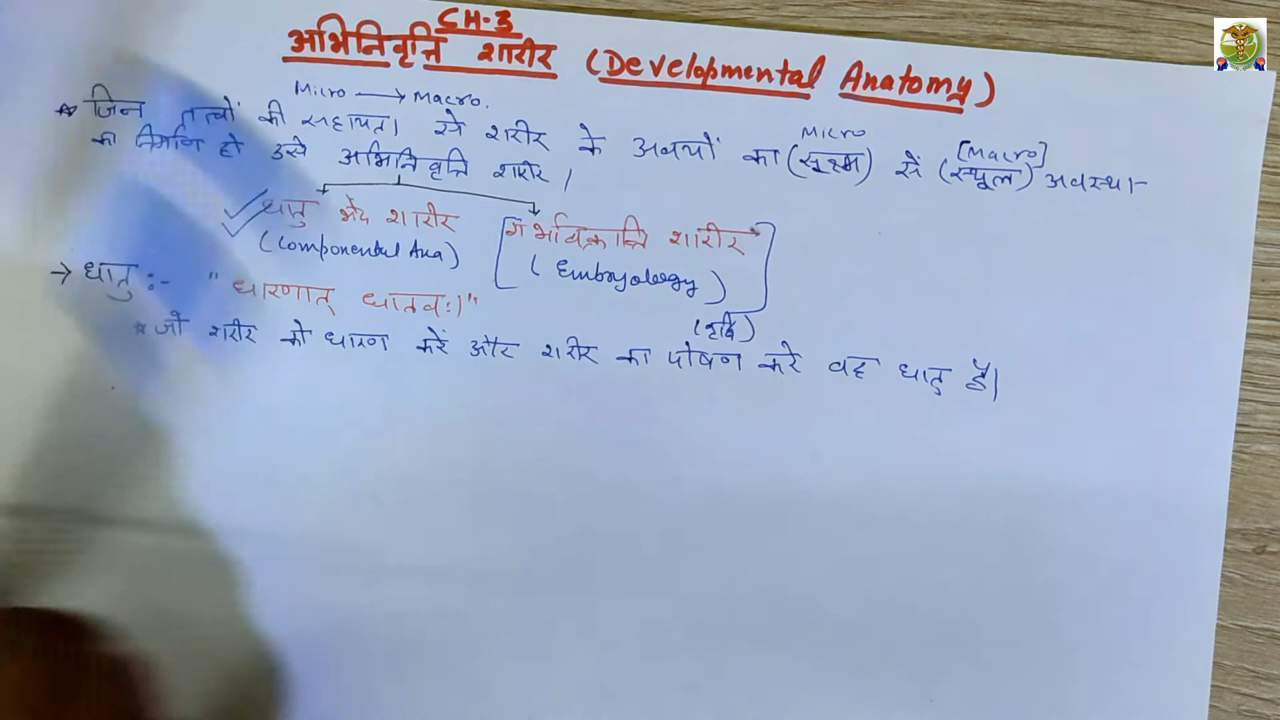 CH-3
अभिनिवृत्ति शारीर (Developmental Anatomy)
Micro → Macro.
* जिन तत्वों की सहायता से शरीर के अवयवों का (सूक्ष्म) से (स्थूल) अवस्था-
Micro [Macro]
का निर्माण हो उसे अभिनिवृत्ति शारीर ।
धातु भेद शारीर गर्भावक्रान्ति शारीर
(Componental Ana) (Embryology)
→ धातु :- "धारणात् धातवः।"
* जो शरीर को धारण करें और शरीर का पोषण करे वह धातु है।